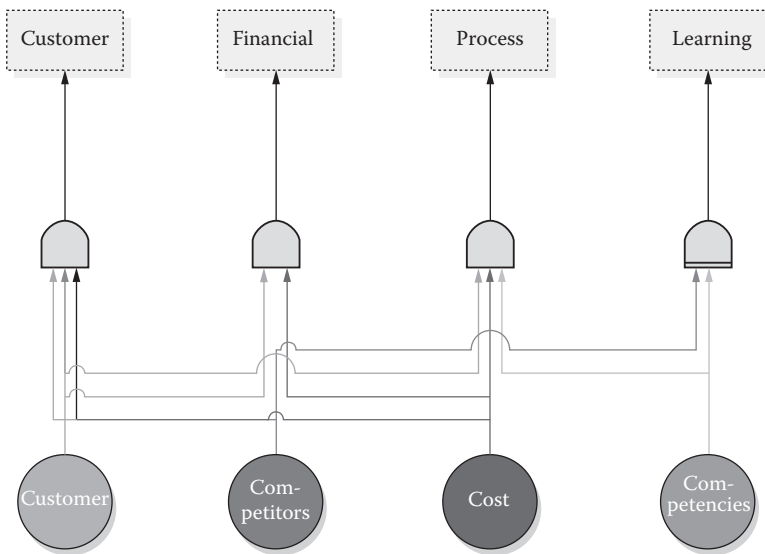 Customer
Financial
Process
Learning
Customer
Com-
petitors
Cost
Com-
petencies